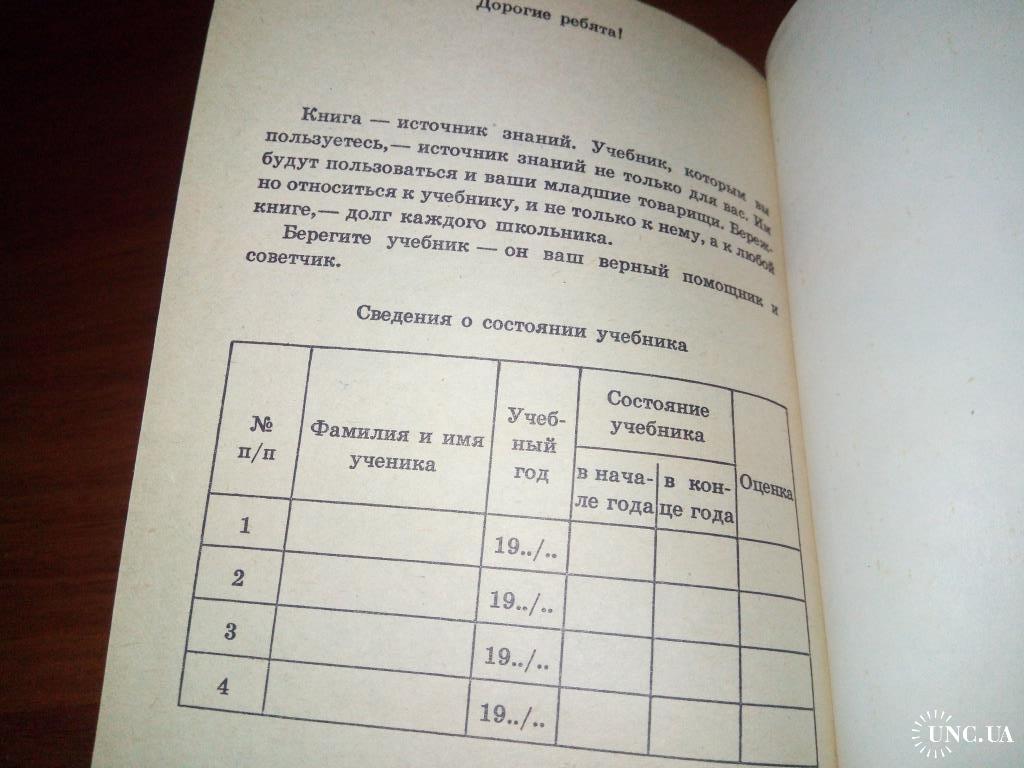 Дорогие ребята!
Книга — источник знаний. Учебник, которым вы
пользуетесь,— источник знаний не только для вас. Им
будут пользоваться и ваши младшие товарищи. Береж-
но относиться к учебнику, и не только к нему, а к любой
книге,— долг каждого школьника.
Берегите учебник — он ваш верный помощник и
советчик.
Сведения о состоянии учебника
№
п/п
Фамилия и имя
ученика
Учеб-
ный
год
Состояние
учебника
в нача-
ле года
в кон-
це года
Оценка
1
19../..
2
19../..
3
19../..
4
19../..
UNC.UA